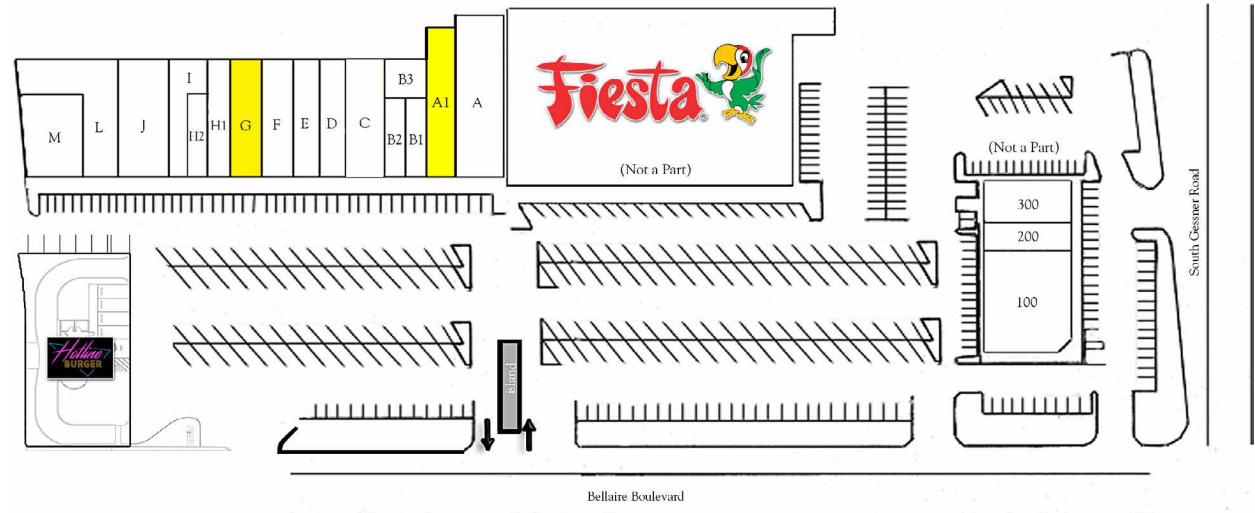 Fiesta
®
(Not a Part)
M
L
J
I
H2
H1
G
F
E
D
C
B3
B2
B1
A1
A
(Not a Part)
300
200
100
South Gessner Road
Hotline
BURGER
island
Bellaire Boulevard